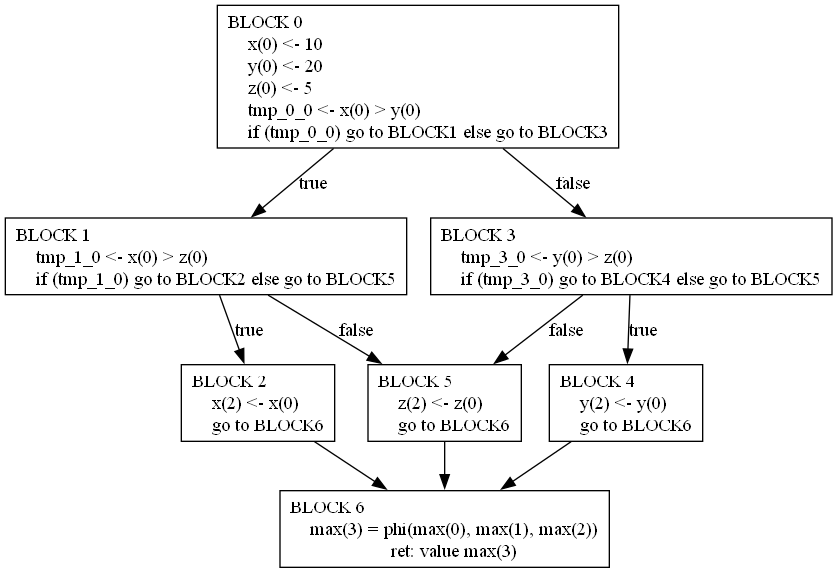 BLOCK 0
x(0) <- 10
y(0) <- 20
z(0) <- 5
tmp_0_0 <- x(0) > y(0)
if (tmp_0_0) go to BLOCK1 else go to BLOCK3
true
false
BLOCK 1
tmp_1_0 <- x(0) > z(0)
if (tmp_1_0) go to BLOCK2 else go to BLOCK5
BLOCK 3
tmp_3_0 <- y(0) > z(0)
if (tmp_3_0) go to BLOCK4 else go to BLOCK5
true
false
false
true
BLOCK 2
x(2) <- x(0)
go to BLOCK6
BLOCK 5
z(2) <- z(0)
go to BLOCK6
BLOCK 4
y(2) <- y(0)
go to BLOCK6
BLOCK 6
max(3) = phi(max(0), max(1), max(2))
ret: value max(3)